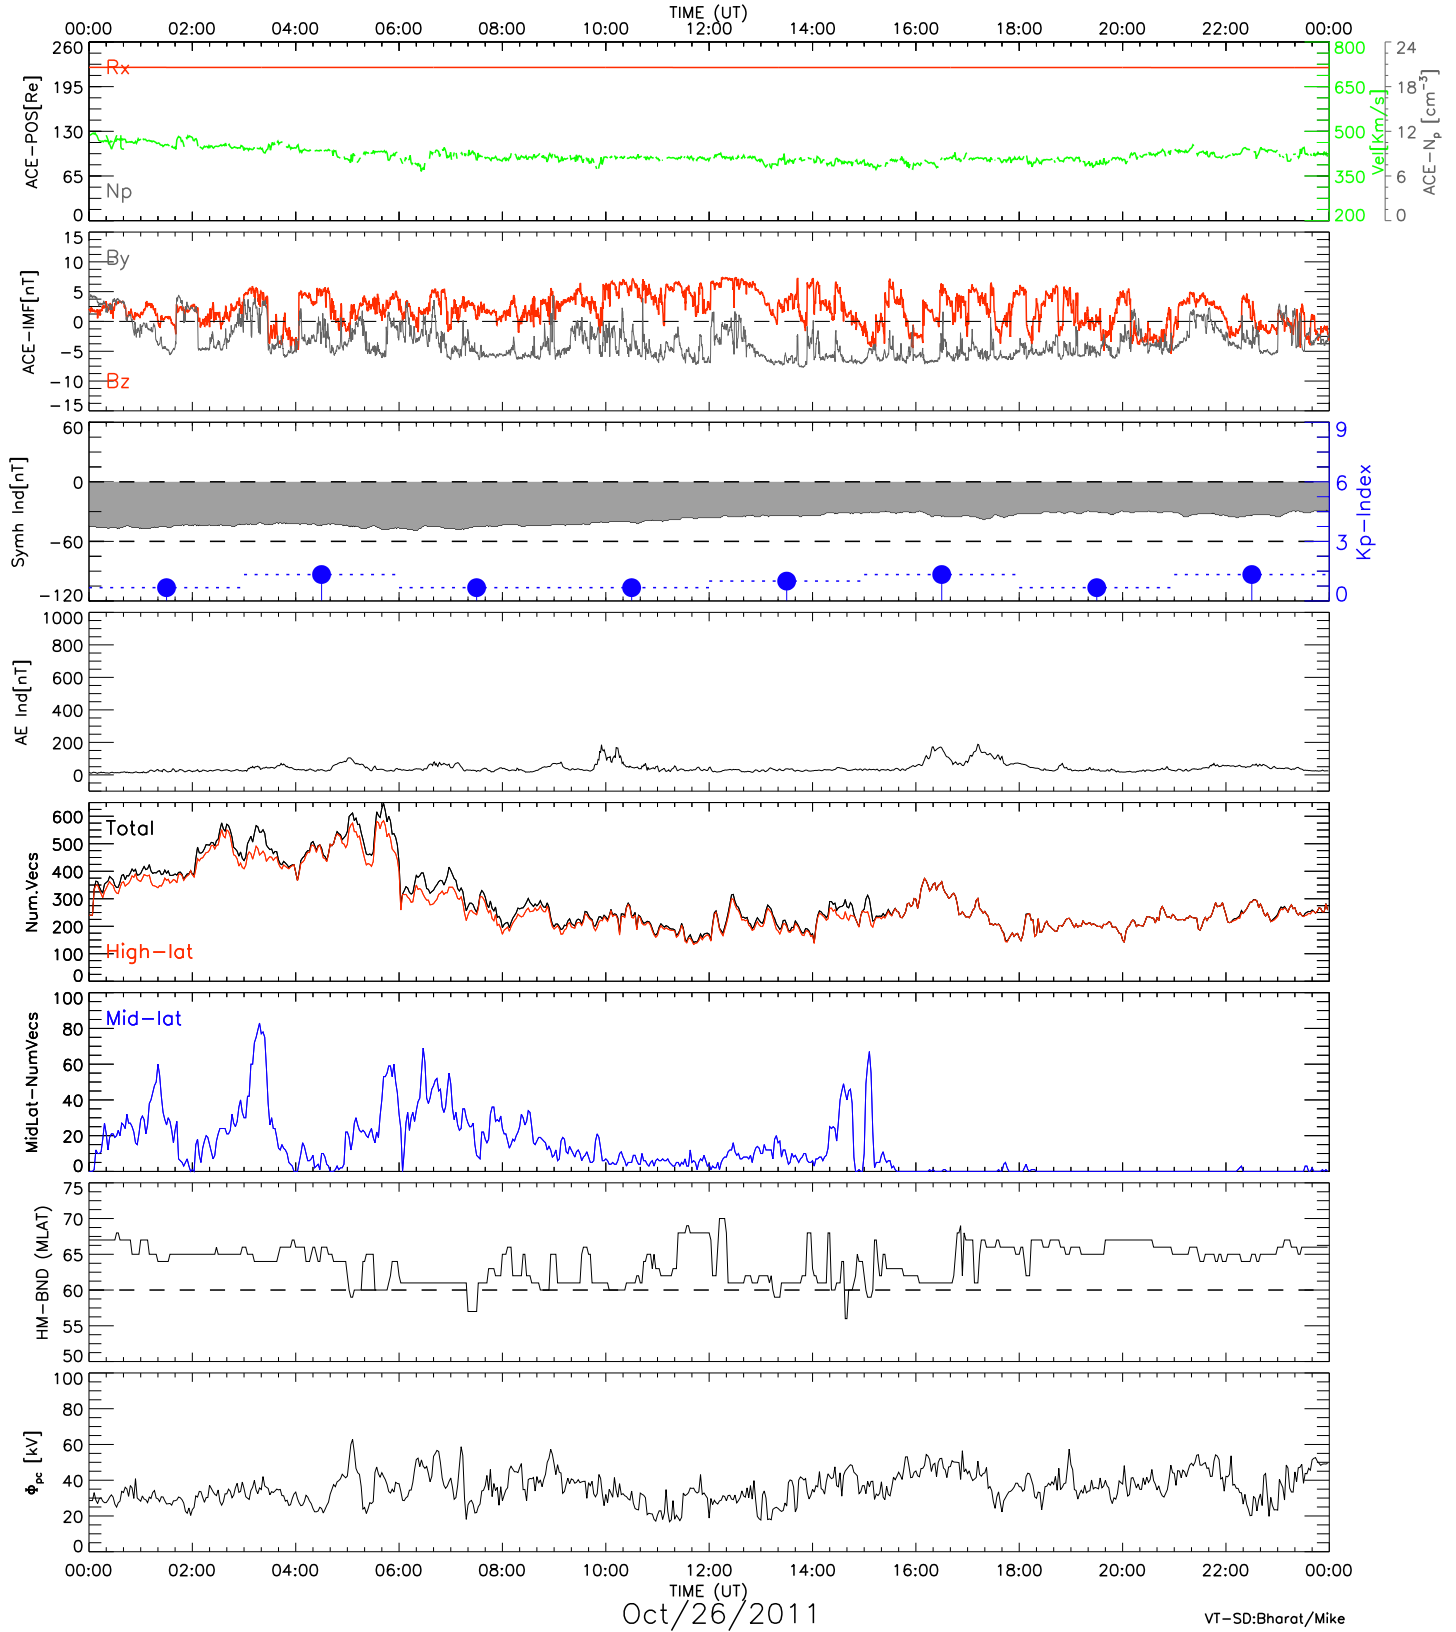 TIME (UT)
00:00 02:00 04:00 06:00 08:00 10:00 12:00 14:00 16:00 18:00 20:00 22:00 00:00
ACE-POS[Re]
260
195
130
65
0
Rx
Np
800
650
500
350
200
Vel[Km/s]
24
18
12
6
0
ACE-Np [cm-3]
ACE-IMF[nT]
15
10
5
0
-5
-10
-15
By
Bz
Symh Ind[nT]
60
0
-60
-120
9
6
3
0
Kp-Index
AE Ind[nT]
1000
800
600
400
200
0
Num.Vecs
600
500
400
300
200
100
0
Total
High-lat
MidLat-NumVecs
100
80
60
40
20
0
Mid-lat
HM-BND (MLAT)
75
70
65
60
55
50
Φpc [kV]
100
80
60
40
20
0
00:00 02:00 04:00 06:00 08:00 10:00 12:00 14:00 16:00 18:00 20:00 22:00 00:00
TIME (UT)
Oct/26/2011
VT-SD:Bharat/Mike